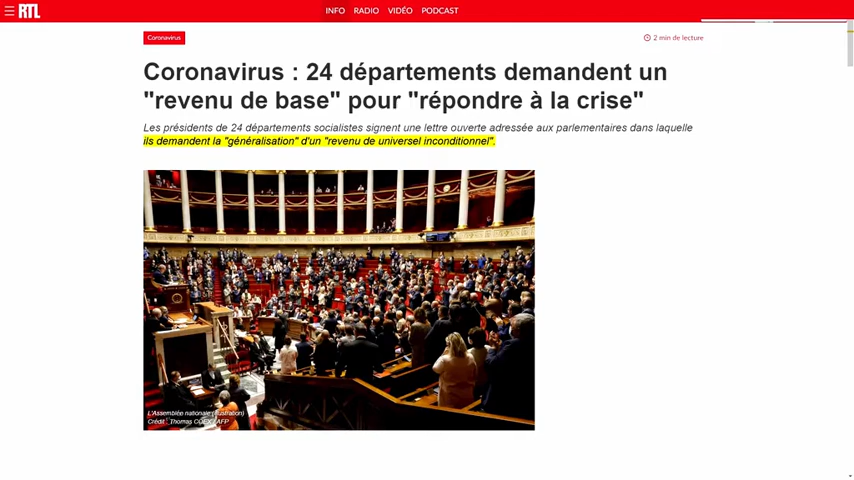 RTL
INFO RADIO VIDÉO PODCAST
Coronavirus
2 min de lecture
Coronavirus : 24 départements demandent un
"revenu de base" pour "répondre à la crise"
Les présidents de 24 départements socialistes signent une lettre ouverte adressée aux parlementaires dans laquelle
ils demandent la "généralisation" d'un "revenu de universel inconditionnel".
L'Assemblée nationale (illustration)
Crédit : Thomas COEX / AFP